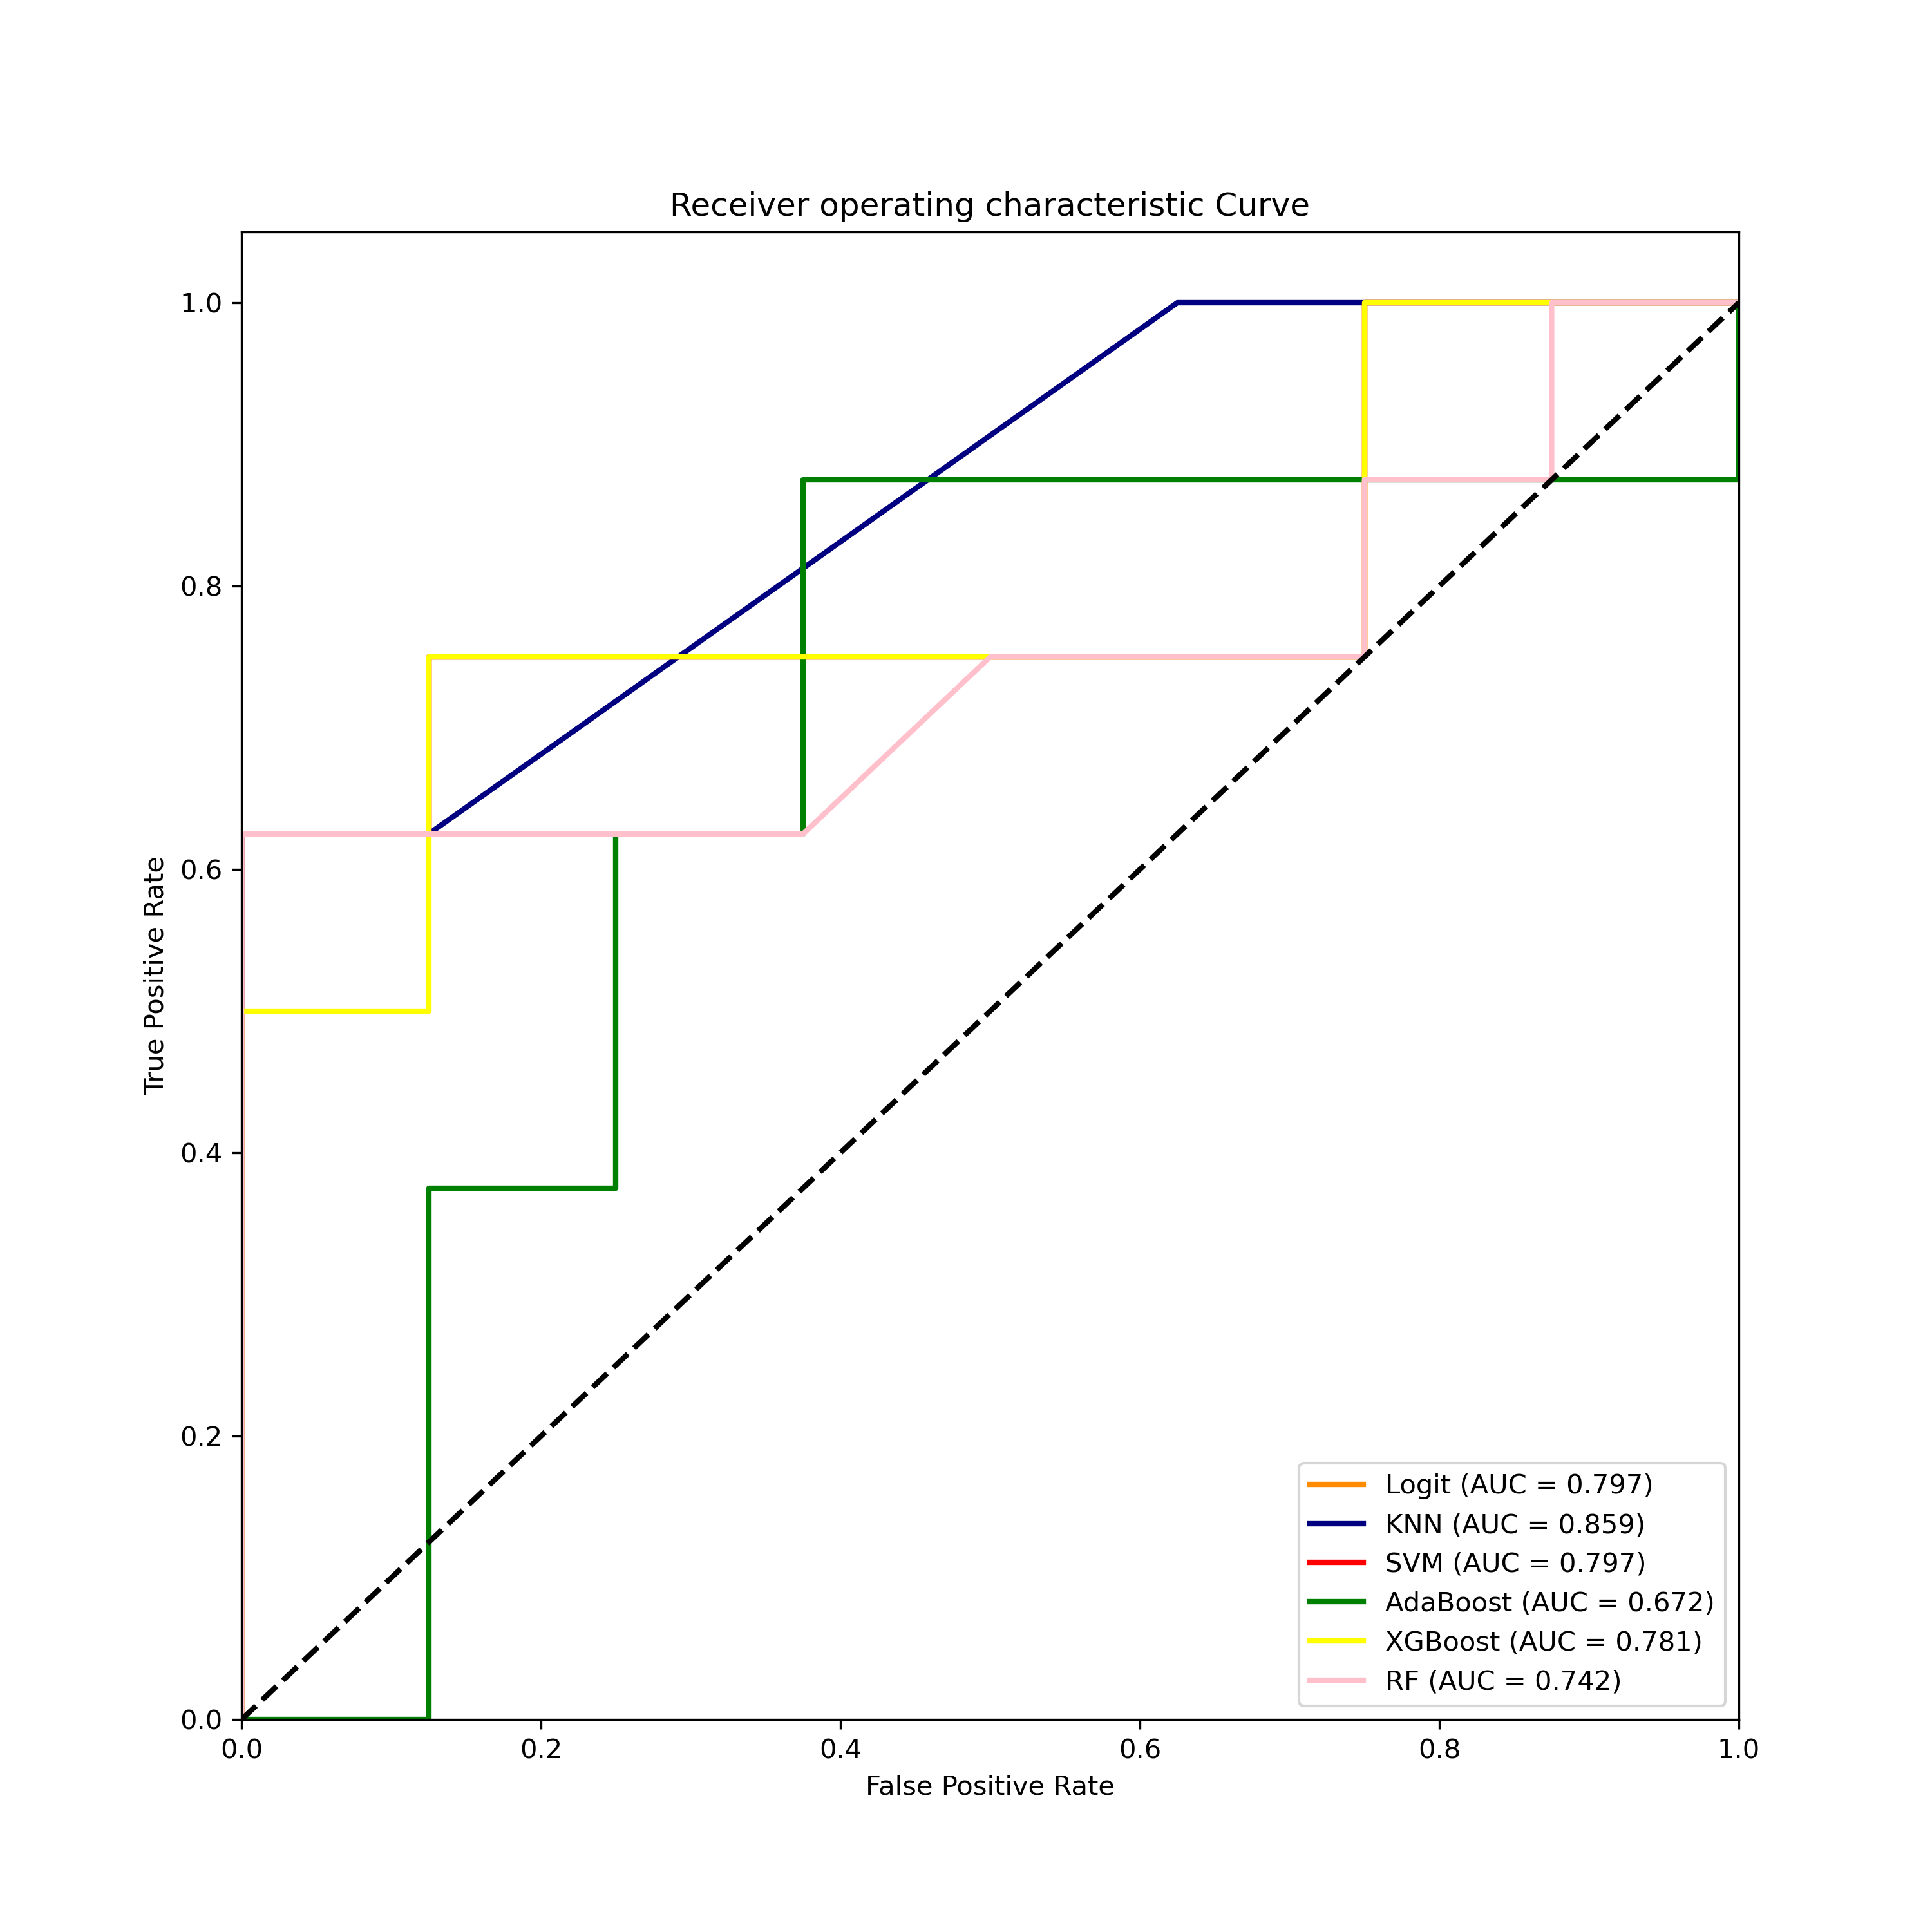 Receiver operating characteristic Curve
1.0
0.8
0.6
0.4
0.2
0.0
True Positive Rate
0.0 0.2 0.4 0.6 0.8 1.0
False Positive Rate
Logit (AUC = 0.797)
KNN (AUC = 0.859)
SVM (AUC = 0.797)
AdaBoost (AUC = 0.672)
XGBoost (AUC = 0.781)
RF (AUC = 0.742)